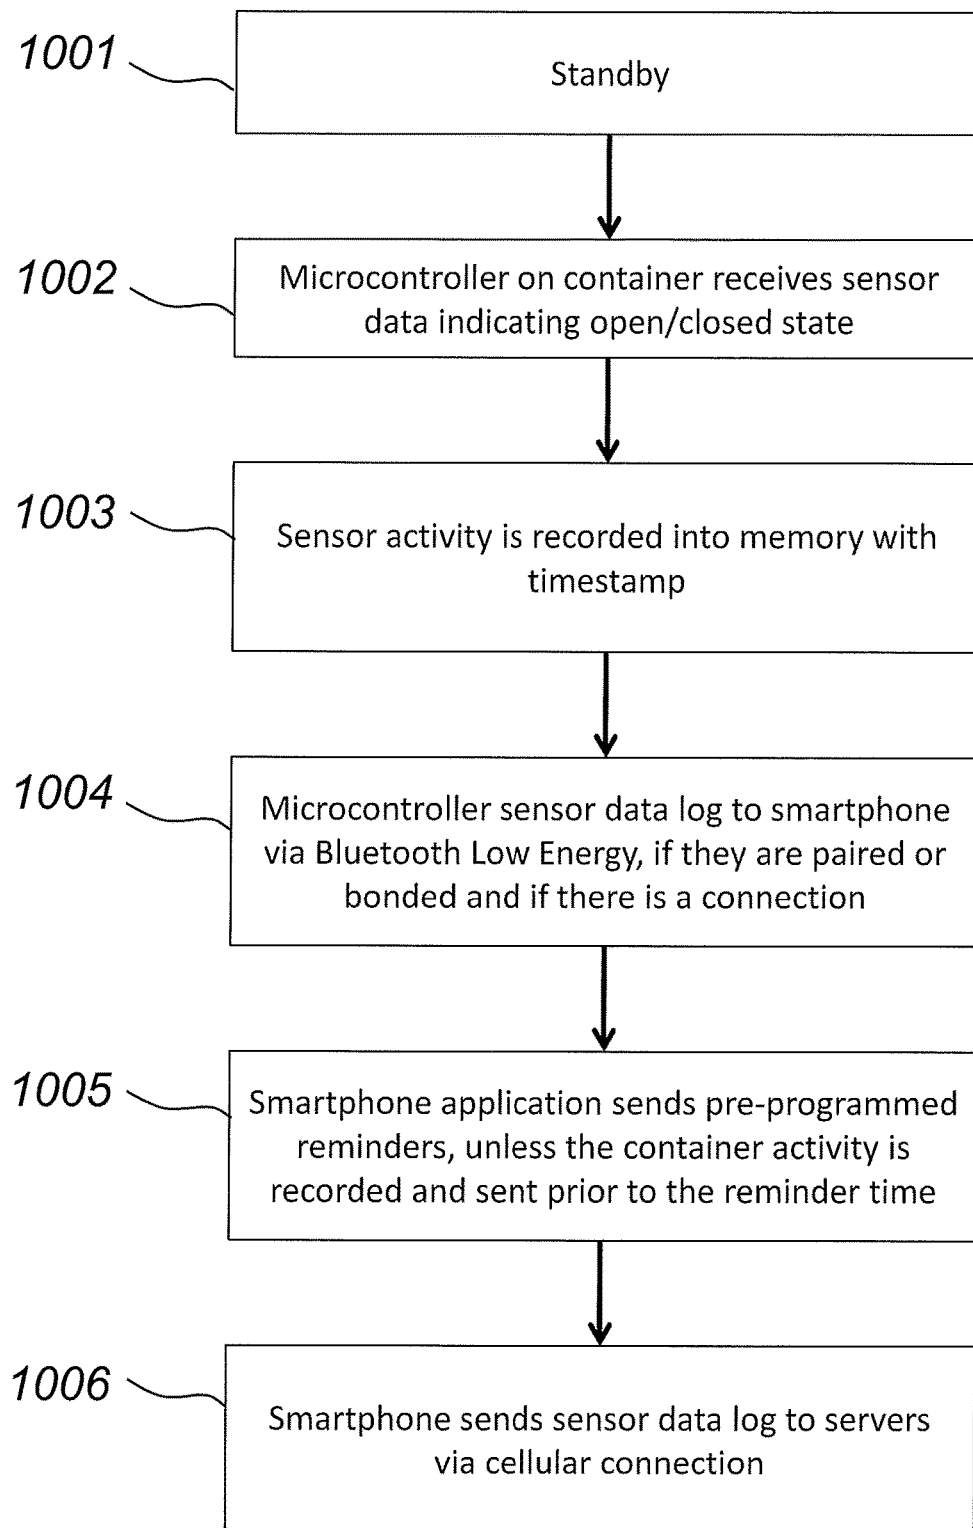 1001
Standby
1002
Microcontroller on container receives sensor
data indicating open/closed state
1003
Sensor activity is recorded into memory with
timestamp
1004
Microcontroller sensor data log to smartphone
via Bluetooth Low Energy, if they are paired or
bonded and if there is a connection
1005
Smartphone application sends pre-programmed
reminders, unless the container activity is
recorded and sent prior to the reminder time
1006
Smartphone sends sensor data log to servers
via cellular connection